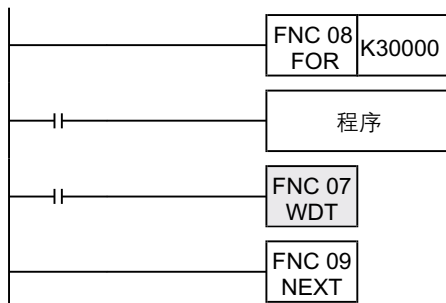 FNC 08
FOR
K30000
程序
FNC 07
WDT
FNC 09
NEXT